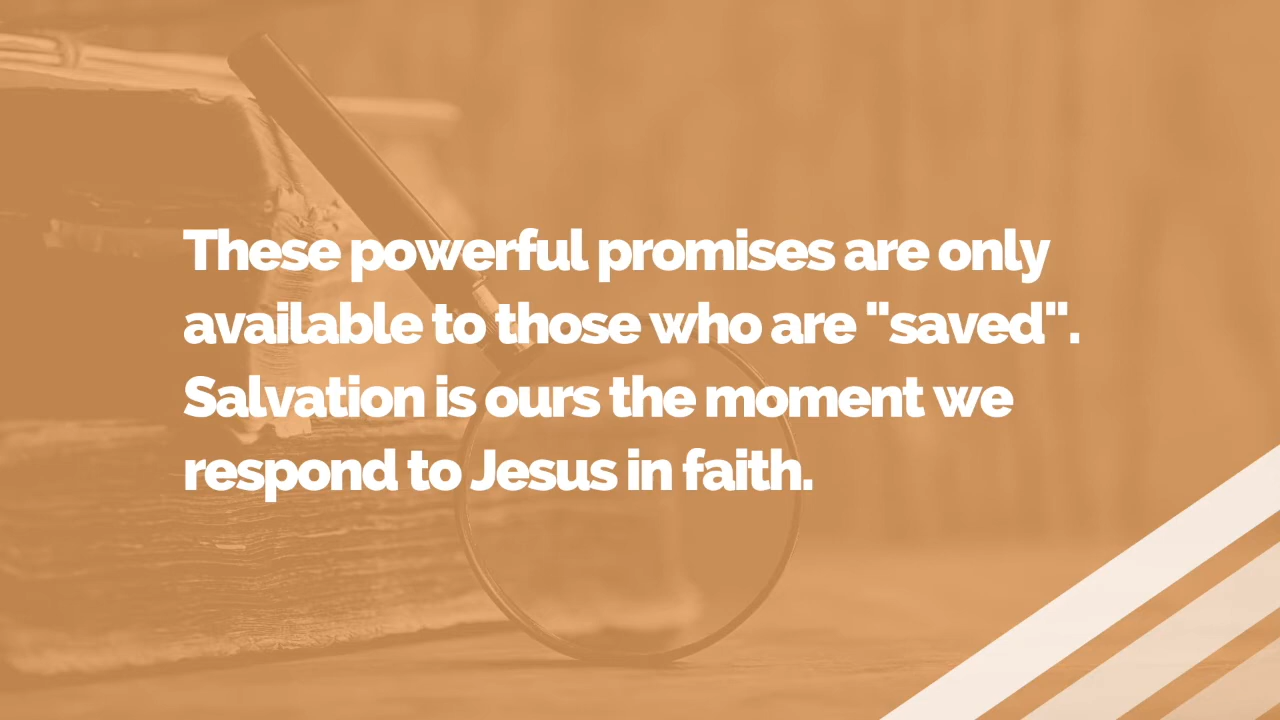 These powerful promises are only
available to those who are "saved".
Salvation is ours the moment we
respond to Jesus in faith.